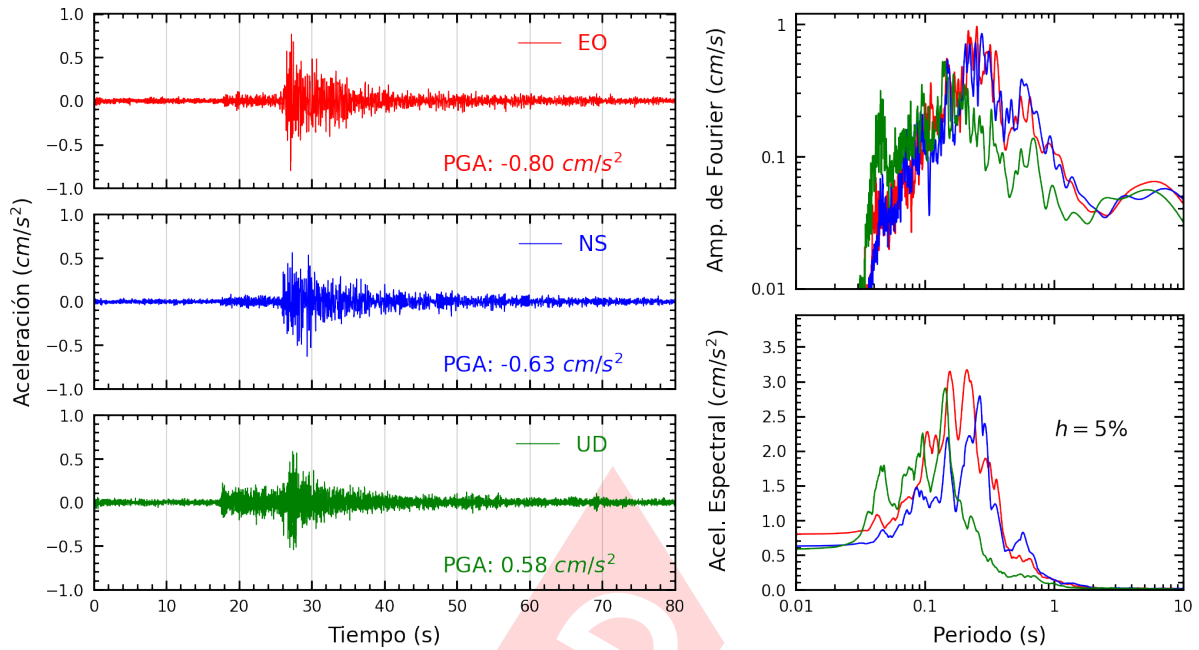 Aceleración (cm/s²)
1.0
0.5
0.0
−0.5
−1.0
EO
PGA: -0.80 cm/s²
1.0
0.5
0.0
−0.5
−1.0
NS
PGA: -0.63 cm/s²
1.0
0.5
0.0
−0.5
−1.0
UD
PGA: 0.58 cm/s²
0 10 20 30 40 50 60 70 80
Tiempo (s)
Amp. de Fourier (cm/s)
1
0.1
0.01
Acel. Espectral (cm/s²)
3.5
3.0
2.5
2.0
1.5
1.0
0.5
0.0
h = 5%
0.01 0.1 1 10
Periodo (s)